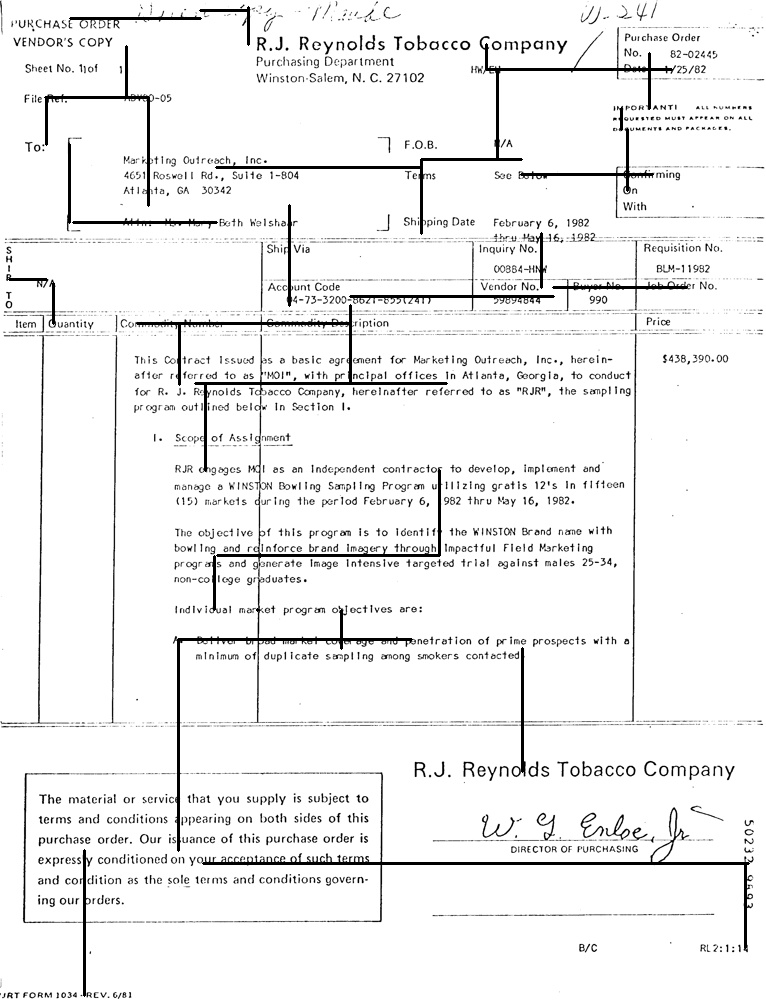 PURCHASE ORDER
VENDOR'S COPY
W-241
R.J. Reynolds Tobacco Company
Purchasing Department
Winston-Salem, N. C. 27102
Purchase Order
No. 82-02445
Date 1/25/82
Sheet No. 1 of 1
HW/EW
File Ref.
IMPORTANT! ALL NUMBERS
REQUESTED MUST APPEAR ON ALL
DOCUMENTS AND PACKAGES.
To:
Marketing Outreach, Inc.
4651 Roswell Rd., Suite 1-804
Atlanta, GA 30342
Attn: Ms. Mary Beth Welshaar
F.O.B. N/A
Terms See Below
Shipping Date February 6, 1982
thru May 16, 1982
Confirming
On
With
SHIP TO
N/A
Ship Via
Inquiry No.
00884-HNW
Requisition No.
BLM-11982
Account Code
04-73-3200-8621-855(241)
Vendor No.
59894844
Buyer No.
990
Job Order No.
Item Quantity Commodity Number Commodity Description Price
This Contract issued as a basic agreement for Marketing Outreach, Inc., herein- $438,390.00
after referred to as "MOI", with principal offices in Atlanta, Georgia, to conduct
for R. J. Reynolds Tobacco Company, hereinafter referred to as "RJR", the sampling
program outlined below in Section I.
I. Scope of Assignment
RJR engages MOI as an independent contractor to develop, implement and
manage a WINSTON Bowling Sampling Program utilizing gratis 12's in fifteen
(15) markets during the period February 6, 1982 thru May 16, 1982.
The objective of this program is to identify the WINSTON Brand name with
bowling and reinforce brand imagery through impactful Field Marketing
programs and generate image intensive targeted trial against males 25-34,
non-college graduates.
Individual market program objectives are:
A. Deliver broad market coverage and penetration of prime prospects with a
minimum of duplicate sampling among smokers contacted
R.J. Reynolds Tobacco Company
The material or service that you supply is subject to
terms and conditions appearing on both sides of this
purchase order. Our issuance of this purchase order is
expressly conditioned on your acceptance of such terms
and condition as the sole terms and conditions govern-
ing our orders.
W. G. Enloe, Jr
DIRECTOR OF PURCHASING
B/C
RL2:1:14
RJRT FORM 1034 - REV. 6/81